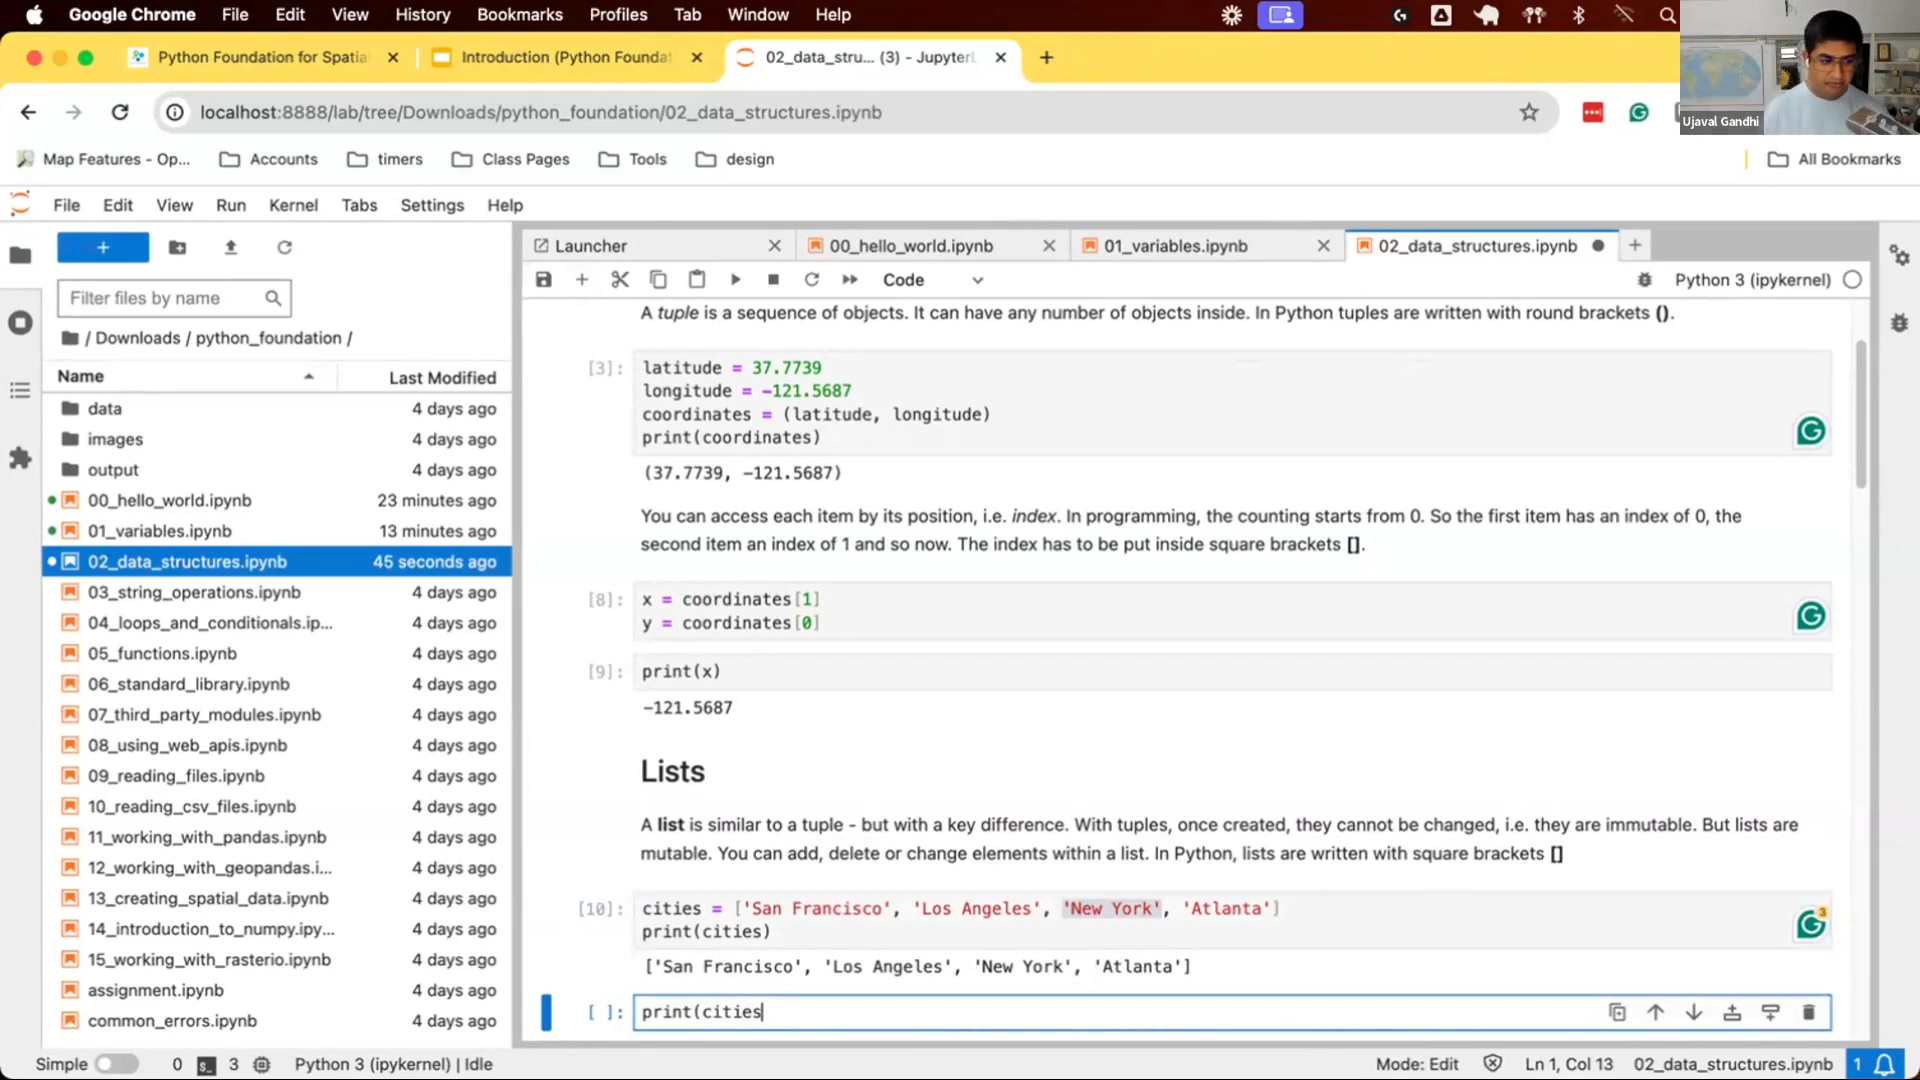 Google Chrome File Edit View History Bookmarks Profiles Tab Window Help
Python Foundation for Spatia
Introduction (Python Founda
02_data_stru... (3) - JupyterL
localhost:8888/lab/tree/Downloads/python_foundation/02_data_structures.ipynb
Ujaval Gandhi
Map Features - Op... Accounts timers Class Pages Tools design All Bookmarks
File Edit View Run Kernel Tabs Settings Help
Launcher 00_hello_world.ipynb 01_variables.ipynb 02_data_structures.ipynb
Code Python 3 (ipykernel)
Filter files by name
/ Downloads / python_foundation /
Name Last Modified
data 4 days ago
images 4 days ago
output 4 days ago
00_hello_world.ipynb 23 minutes ago
01_variables.ipynb 13 minutes ago
02_data_structures.ipynb 45 seconds ago
03_string_operations.ipynb 4 days ago
04_loops_and_conditionals.ip... 4 days ago
05_functions.ipynb 4 days ago
06_standard_library.ipynb 4 days ago
07_third_party_modules.ipynb 4 days ago
08_using_web_apis.ipynb 4 days ago
09_reading_files.ipynb 4 days ago
10_reading_csv_files.ipynb 4 days ago
11_working_with_pandas.ipynb 4 days ago
12_working_with_geopandas.i... 4 days ago
13_creating_spatial_data.ipynb 4 days ago
14_introduction_to_numpy.ipy... 4 days ago
15_working_with_rasterio.ipynb 4 days ago
assignment.ipynb 4 days ago
common_errors.ipynb 4 days ago
A tuple is a sequence of objects. It can have any number of objects inside. In Python tuples are written with round brackets ().
[3]: latitude = 37.7739
longitude = -121.5687
coordinates = (latitude, longitude)
print(coordinates)
(37.7739, -121.5687)
You can access each item by its position, i.e. index. In programming, the counting starts from 0. So the first item has an index of 0, the
second item an index of 1 and so now. The index has to be put inside square brackets [].
[8]: x = coordinates[1]
y = coordinates[0]
[9]: print(x)
-121.5687
Lists
A list is similar to a tuple - but with a key difference. With tuples, once created, they cannot be changed, i.e. they are immutable. But lists are
mutable. You can add, delete or change elements within a list. In Python, lists are written with square brackets []
[10]: cities = ['San Francisco', 'Los Angeles', 'New York', 'Atlanta']
print(cities)
3
['San Francisco', 'Los Angeles', 'New York', 'Atlanta']
[ ]: print(cities
Simple 0 3 Python 3 (ipykernel) | Idle Mode: Edit Ln 1, Col 13 02_data_structures.ipynb 1